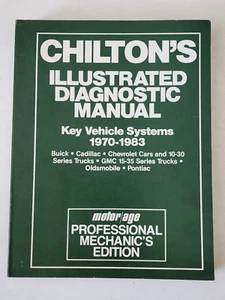 CHILTON'S
ILLUSTRATED
DIAGNOSTIC
MANUAL
Key Vehicle Systems
1970-1983
Buick • Cadillac • Chevrolet Cars and 10-30
Series Trucks • GMC 15-35 Series Trucks •
Oldsmobile • Pontiac
motor/age
PROFESSIONAL
MECHANIC'S
EDITION